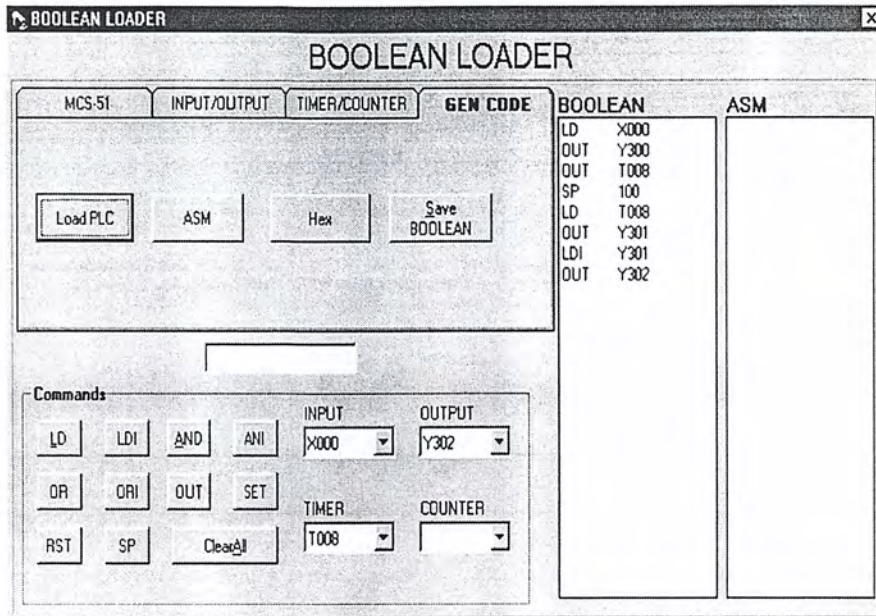 BOOLEAN LOADER
BOOLEAN LOADER
MCS-51 INPUT/OUTPUT TIMER/COUNTER GEN CODE
Load PLC ASM Hex Save BOOLEAN
BOOLEAN
LD X000
OUT Y300
OUT T008
SP 100
LD T008
OUT Y301
LDI Y301
OUT Y302
ASM
Commands
LD LDI AND ANI
OR ORI OUT SET
RST SP ClearAll
INPUT OUTPUT
X000 Y302
TIMER COUNTER
T008